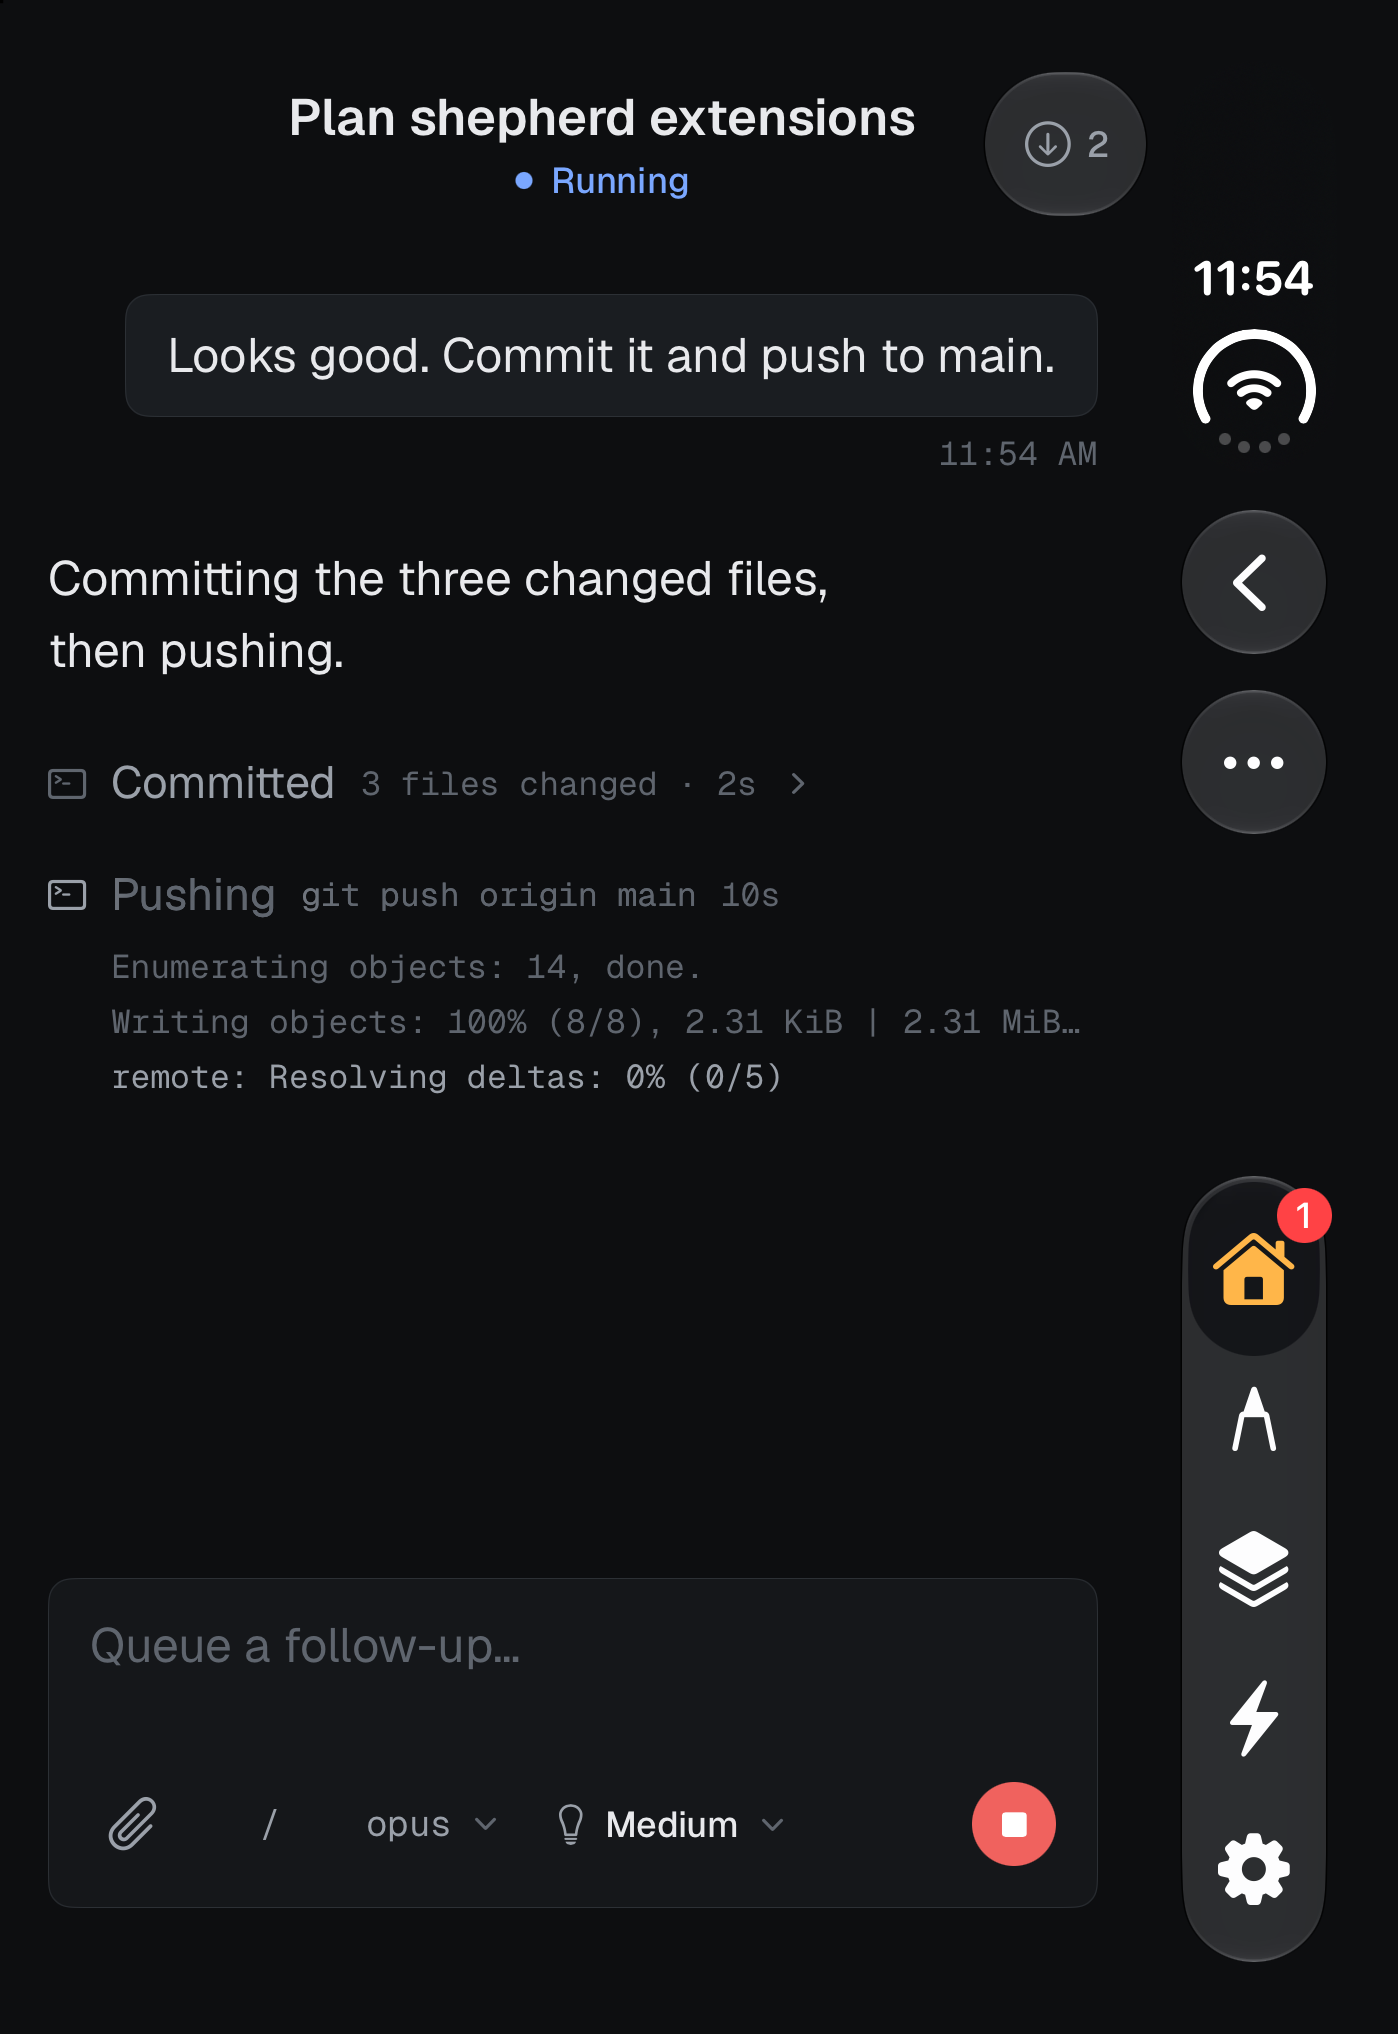 Plan shepherd extensions
Running
2
11:54
Looks good. Commit it and push to main.
11:54 AM
Committing the three changed files,
then pushing.
Committed 3 files changed · 2s
Pushing git push origin main 10s
Enumerating objects: 14, done.
Writing objects: 100% (8/8), 2.31 KiB | 2.31 MiB…
remote: Resolving deltas: 0% (0/5)
1
Queue a follow-up…
/ opus Medium